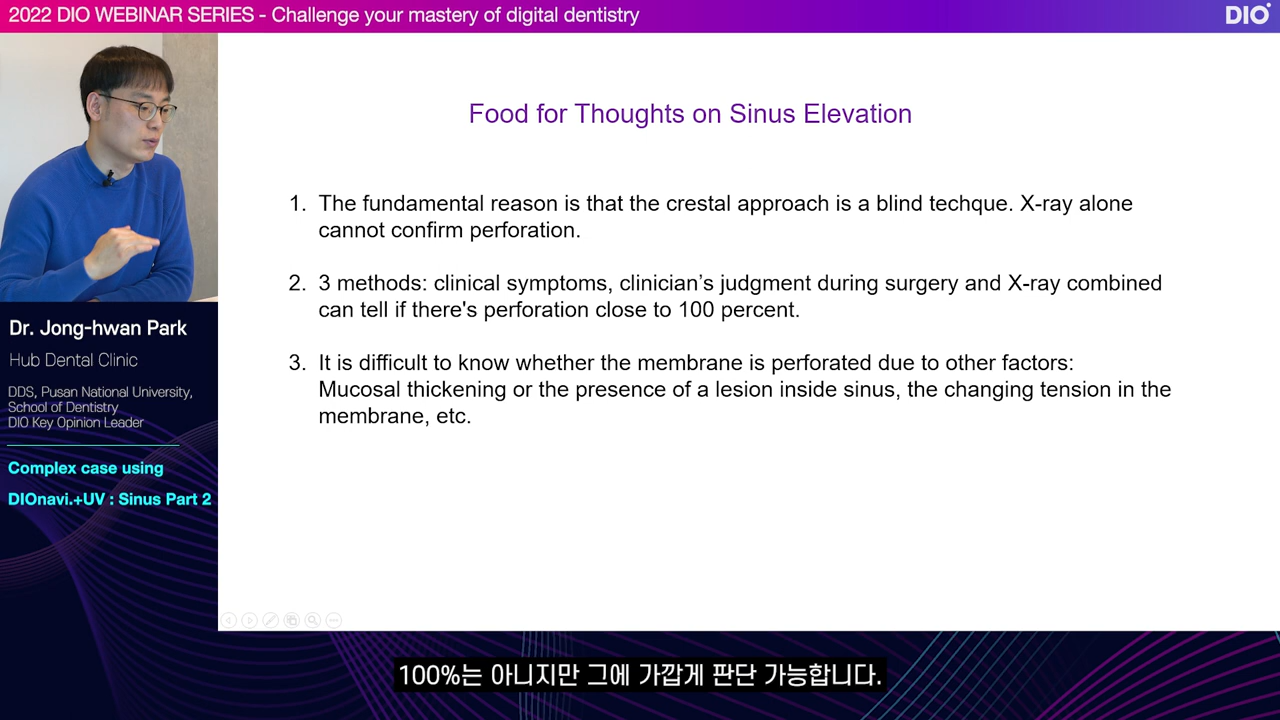 2022 DIO WEBINAR SERIES - Challenge your mastery of digital dentistry
DIO
Food for Thoughts on Sinus Elevation
1. The fundamental reason is that the crestal approach is a blind techque. X-ray alone
cannot confirm perforation.
2. 3 methods: clinical symptoms, clinician's judgment during surgery and X-ray combined
can tell if there's perforation close to 100 percent.
3. It is difficult to know whether the membrane is perforated due to other factors:
Mucosal thickening or the presence of a lesion inside sinus, the changing tension in the
membrane, etc.
Dr. Jong-hwan Park
Hub Dental Clinic
DDS, Pusan National University,
School of Dentistry
DIO Key Opinion Leader
Complex case using
DIOnavi.+UV : Sinus Part 2
100%는 아니지만 그에 가깝게 판단 가능합니다.